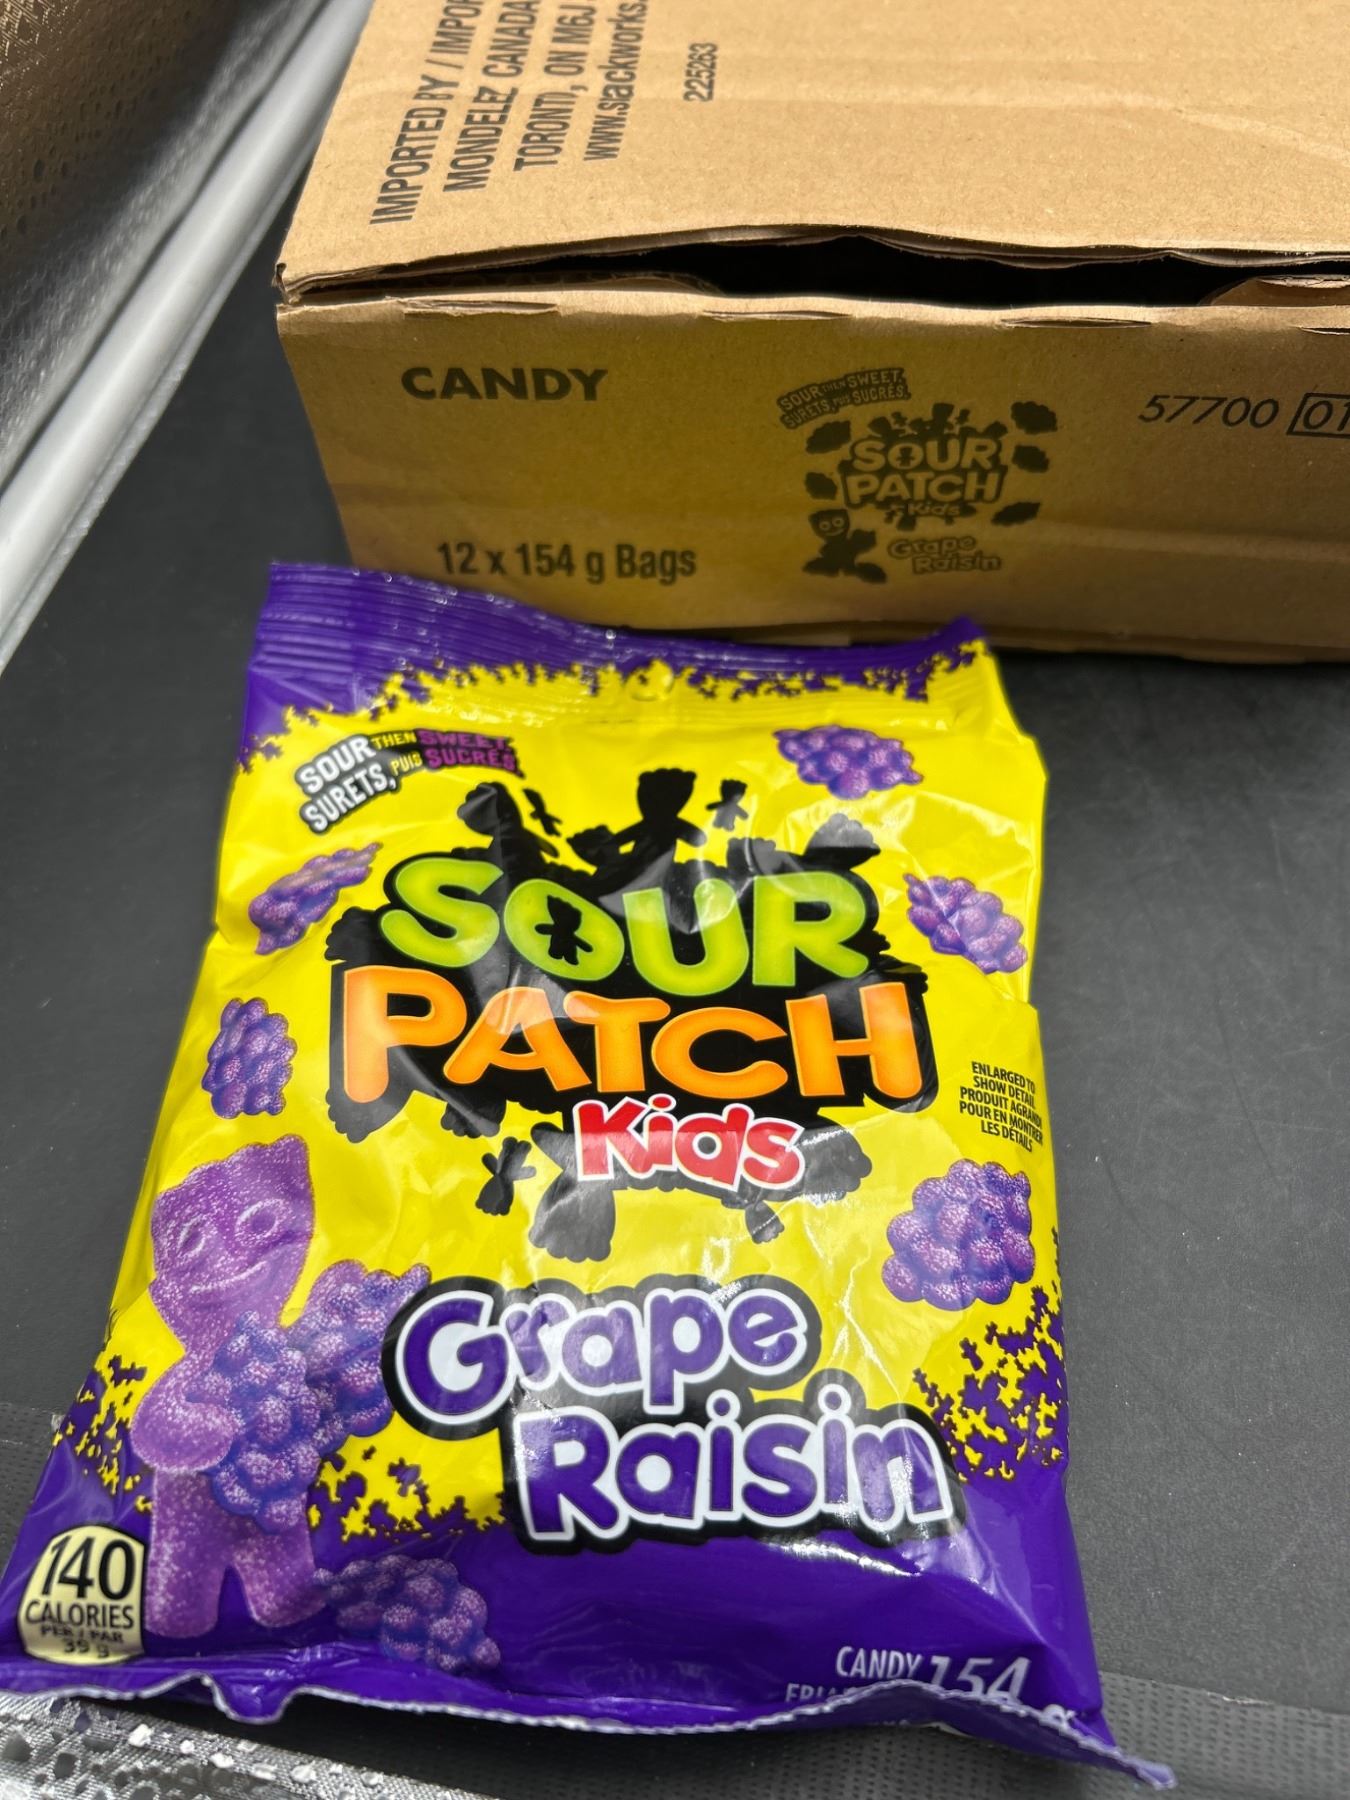 IMPORTED BY / IMPOR
MONDELEZ CANADA
TORONTO, ON M6J
www.slackworks.
225263
CANDY
SOUR THEN SWEET.
SURETS, PUIS SUCRÉS.
SOUR
PATCH
Kids
Grape
Raisin
57700 01
12 x 154 g Bags
SOUR THEN SWEET.
SURETS, PUIS SUCRÉS.
SOUR
PATCH
Kids
ENLARGED TO
SHOW DETAIL
PRODUIT AGRANDI
POUR EN MONTRER
LES DÉTAILS
Grape
Raisin
140
CALORIES
PER / PAR
39 g
CANDY 154 g